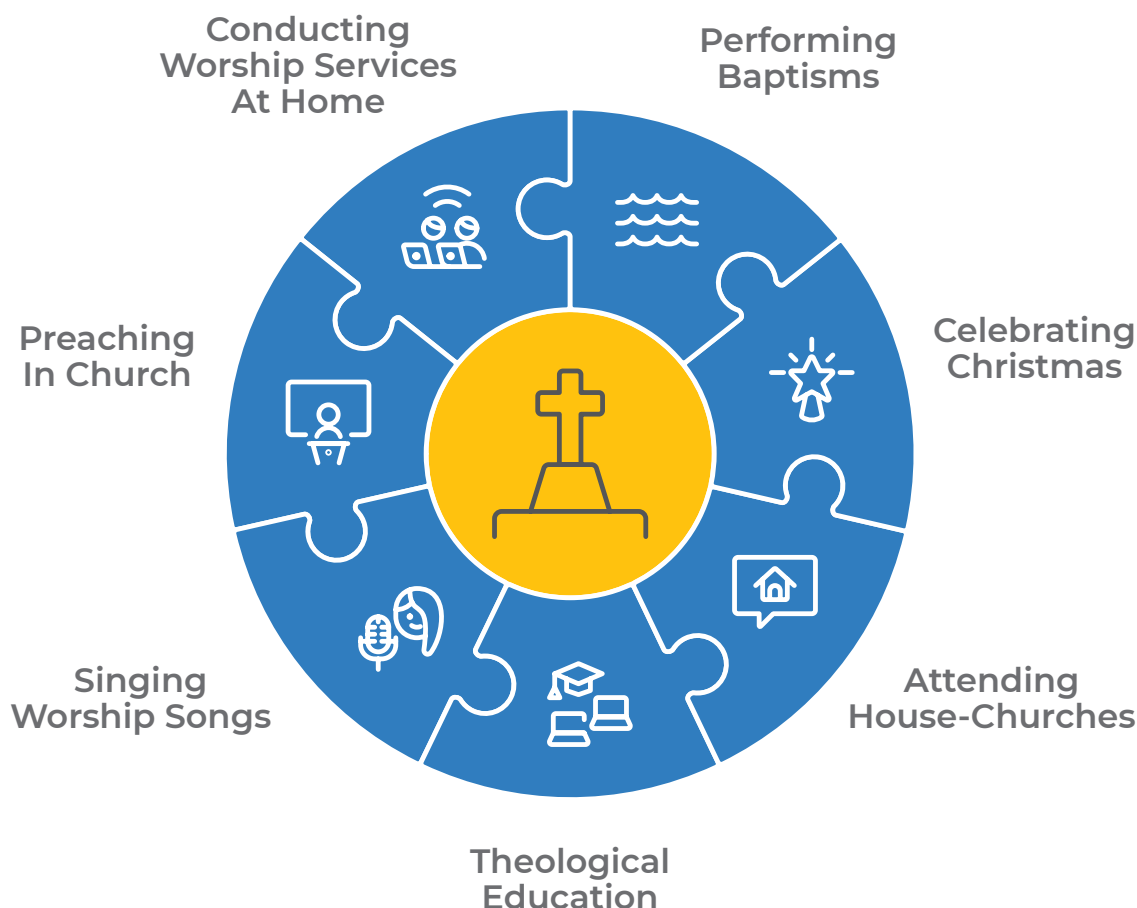 Conducting
Worship Services
At Home
Performing
Baptisms
Celebrating
Christmas
Attending
House-Churches
Theological
Education
Singing
Worship Songs
Preaching
In Church